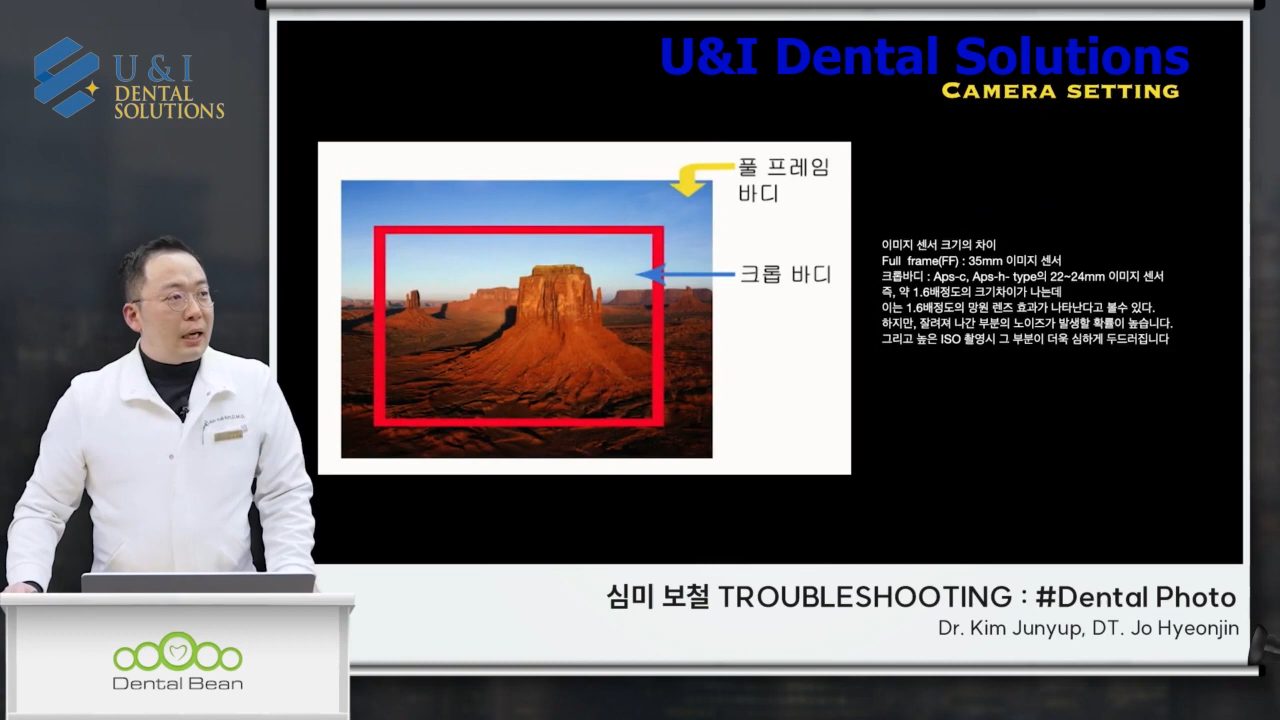 U & I
DENTAL
SOLUTIONS
U&I Dental Solutions
CAMERA SETTING
풀 프레임
바디
크롭 바디
이미지 센서 크기의 차이
Full frame(FF) : 35mm 이미지 센서
크롭바디 : Aps-c, Aps-h- type의 22~24mm 이미지 센서
즉, 약 1.6배정도의 크기차이가 나는데
이는 1.6배정도의 망원 렌즈 효과가 나타난다고 볼수 있다.
하지만, 잘려져 나간 부분의 노이즈가 발생할 확률이 높습니다.
그리고 높은 ISO 촬영시 그 부분이 더욱 심하게 두드러집니다
심미 보철 TROUBLESHOOTING : #Dental Photo
Dr. Kim Junyup, DT. Jo Hyeonjin
Dental Bean